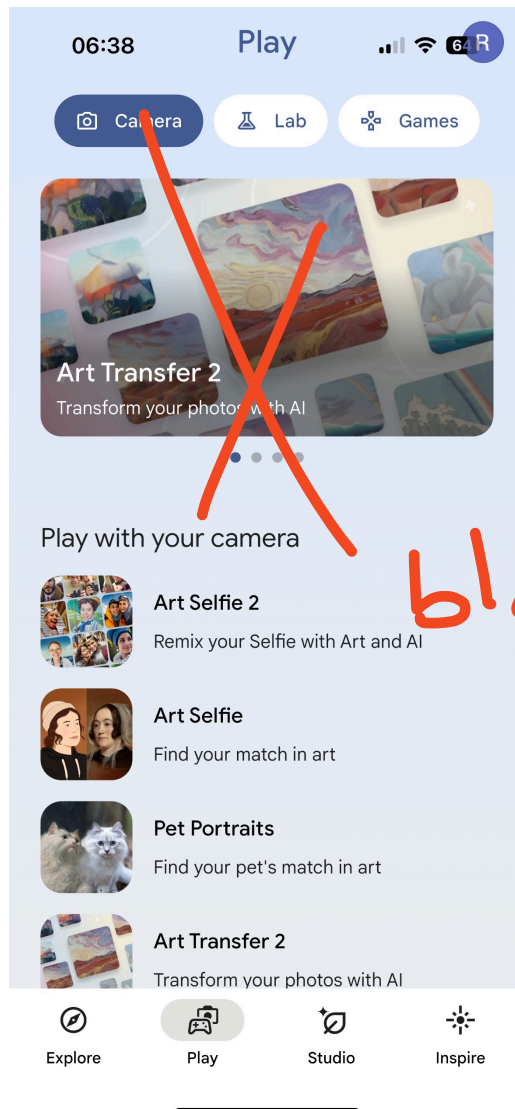 06:38
Play
R
Camera
Lab
Games
Art Transfer 2
Transform your photos with AI
Play with your camera
Art Selfie 2
Remix your Selfie with Art and AI
Art Selfie
Find your match in art
Pet Portraits
Find your pet's match in art
Art Transfer 2
Transform your photos with AI
Explore
Play
Studio
Inspire